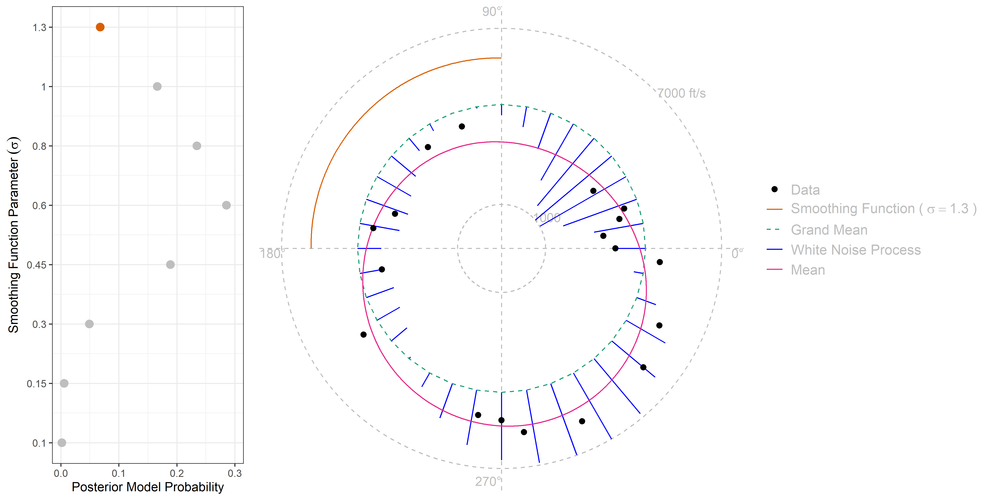 Smoothing Function Parameter (σ)
1.3
1
0.8
0.6
0.45
0.3
0.15
0.1
0.0 0.1 0.2 0.3
Posterior Model Probability
90°
7000 ft/s
1000
180°
0°
270°
Data
Smoothing Function ( σ = 1.3 )
Grand Mean
White Noise Process
Mean